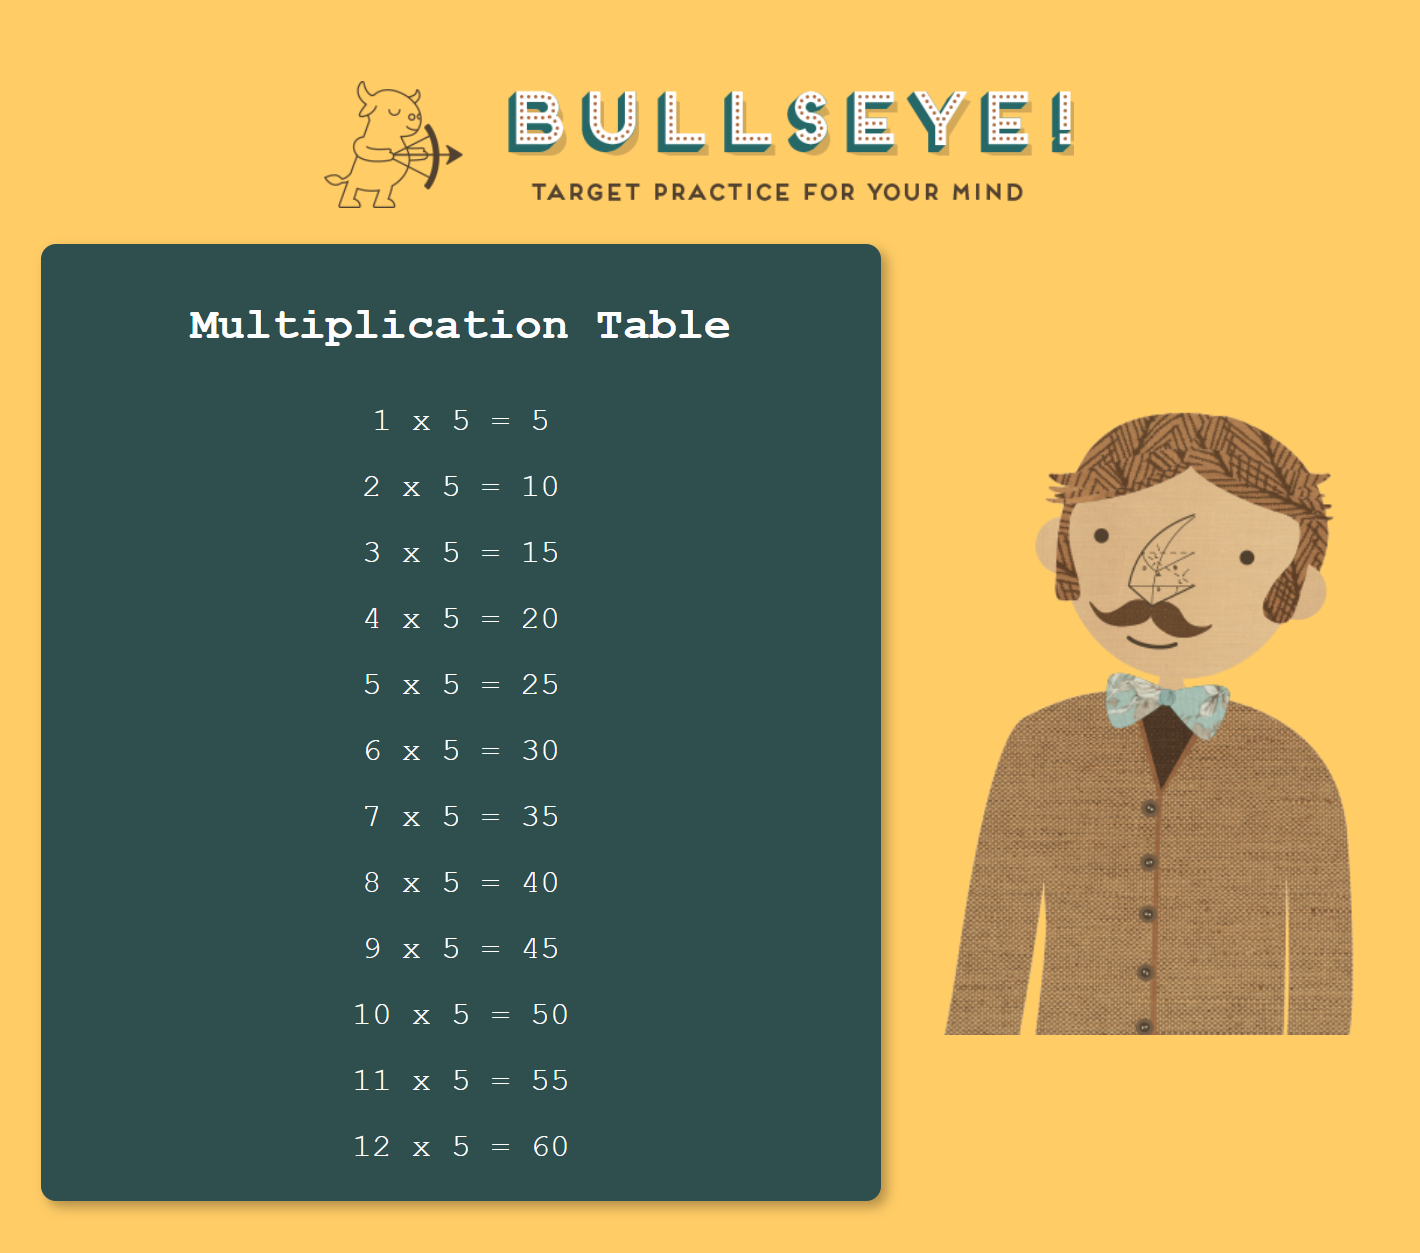 BULLSEYE!
TARGET PRACTICE FOR YOUR MIND
Multiplication Table
1 x 5 = 5
2 x 5 = 10
3 x 5 = 15
4 x 5 = 20
5 x 5 = 25
6 x 5 = 30
7 x 5 = 35
8 x 5 = 40
9 x 5 = 45
10 x 5 = 50
11 x 5 = 55
12 x 5 = 60